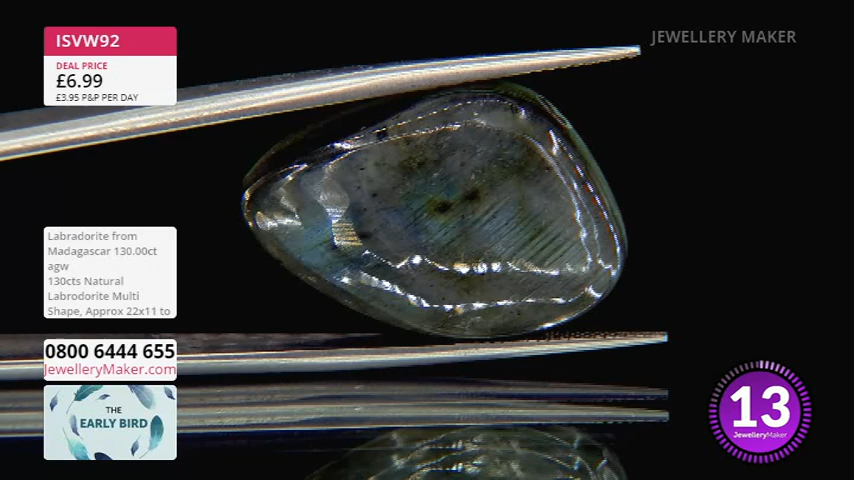 ISVW92
DEAL PRICE
£6.99
£3.95 P&P PER DAY
JEWELLERY MAKER
Labradorite from
Madagascar 130.00ct
agw
130cts Natural
Labrodorite Multi
Shape, Approx 22x11 to
0800 6444 655
JewelleryMaker.com
THE
EARLY BIRD
13
JewelleryMaker